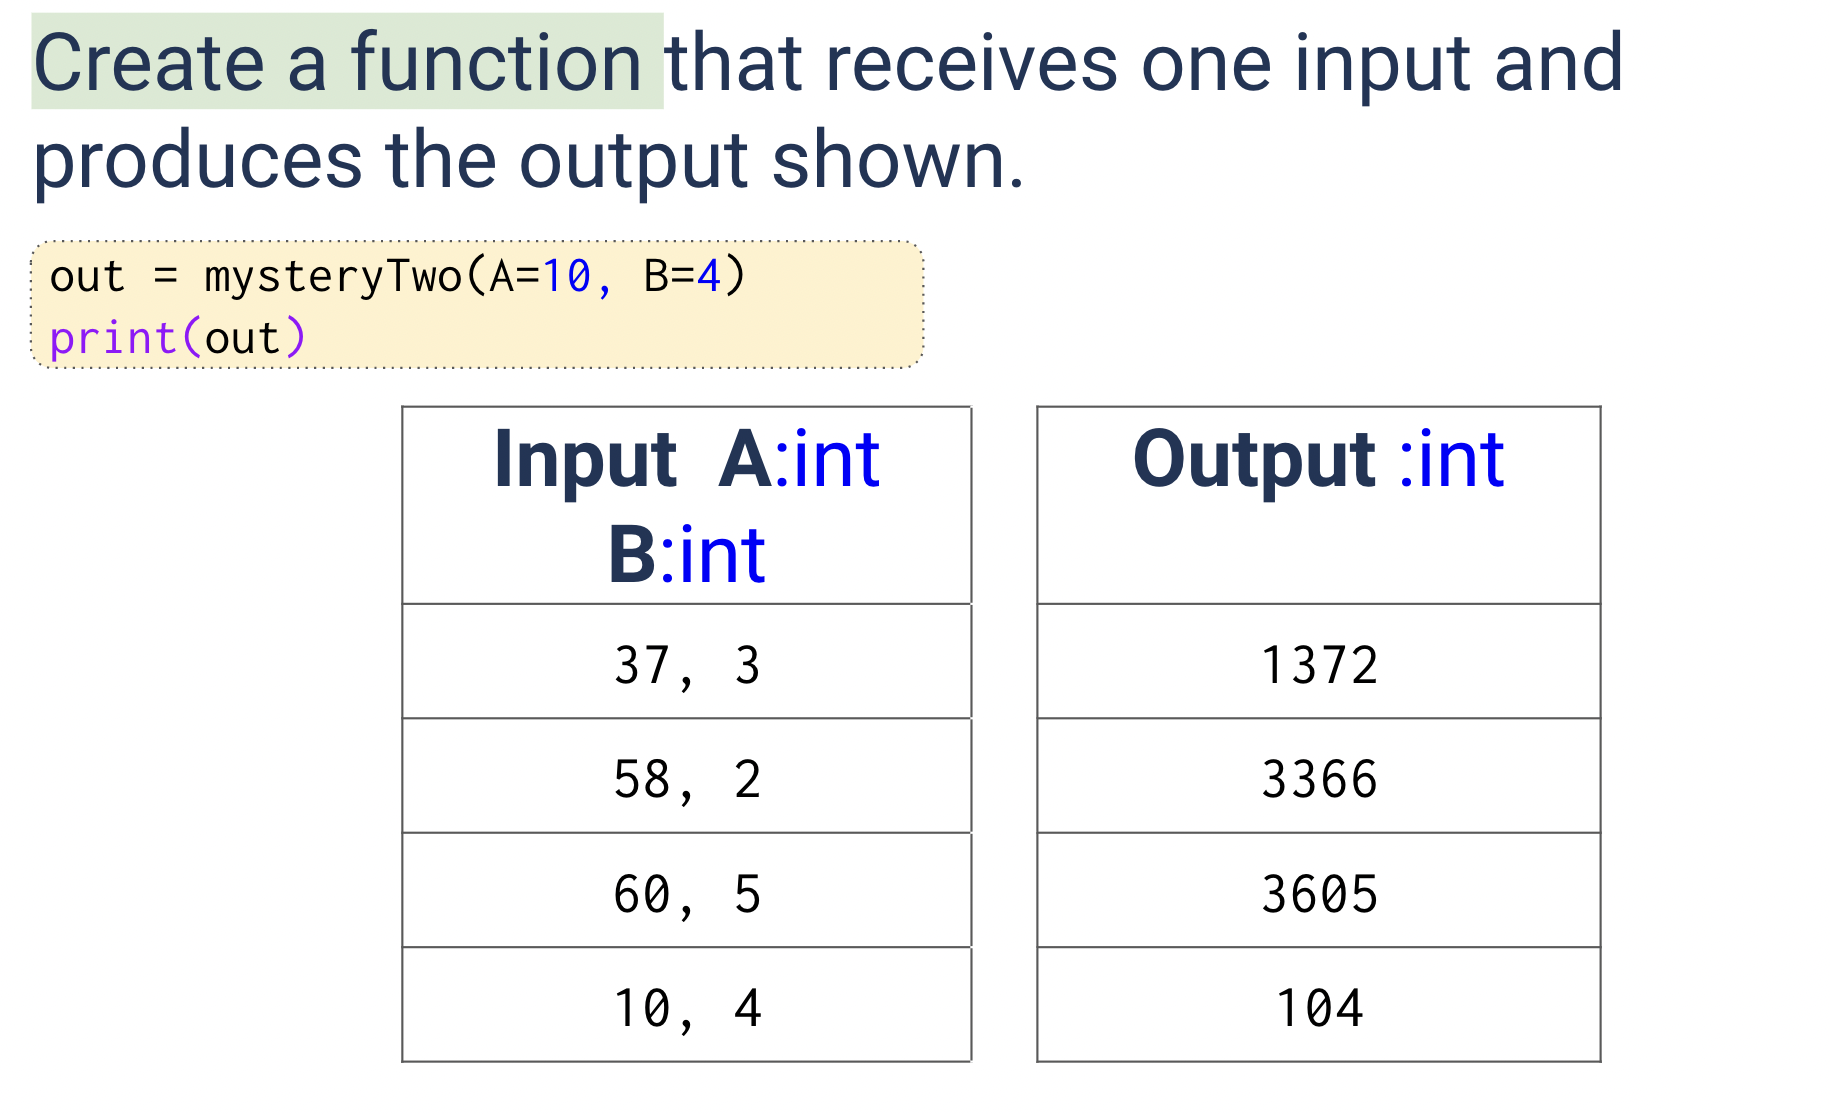 Create a function that receives one input and
produces the output shown.
out = mysteryTwo(A=10, B=4)
print(out)
Input  A:int
B:int
Output :int
37, 3
1372
58, 2
3366
60, 5
3605
10, 4
104